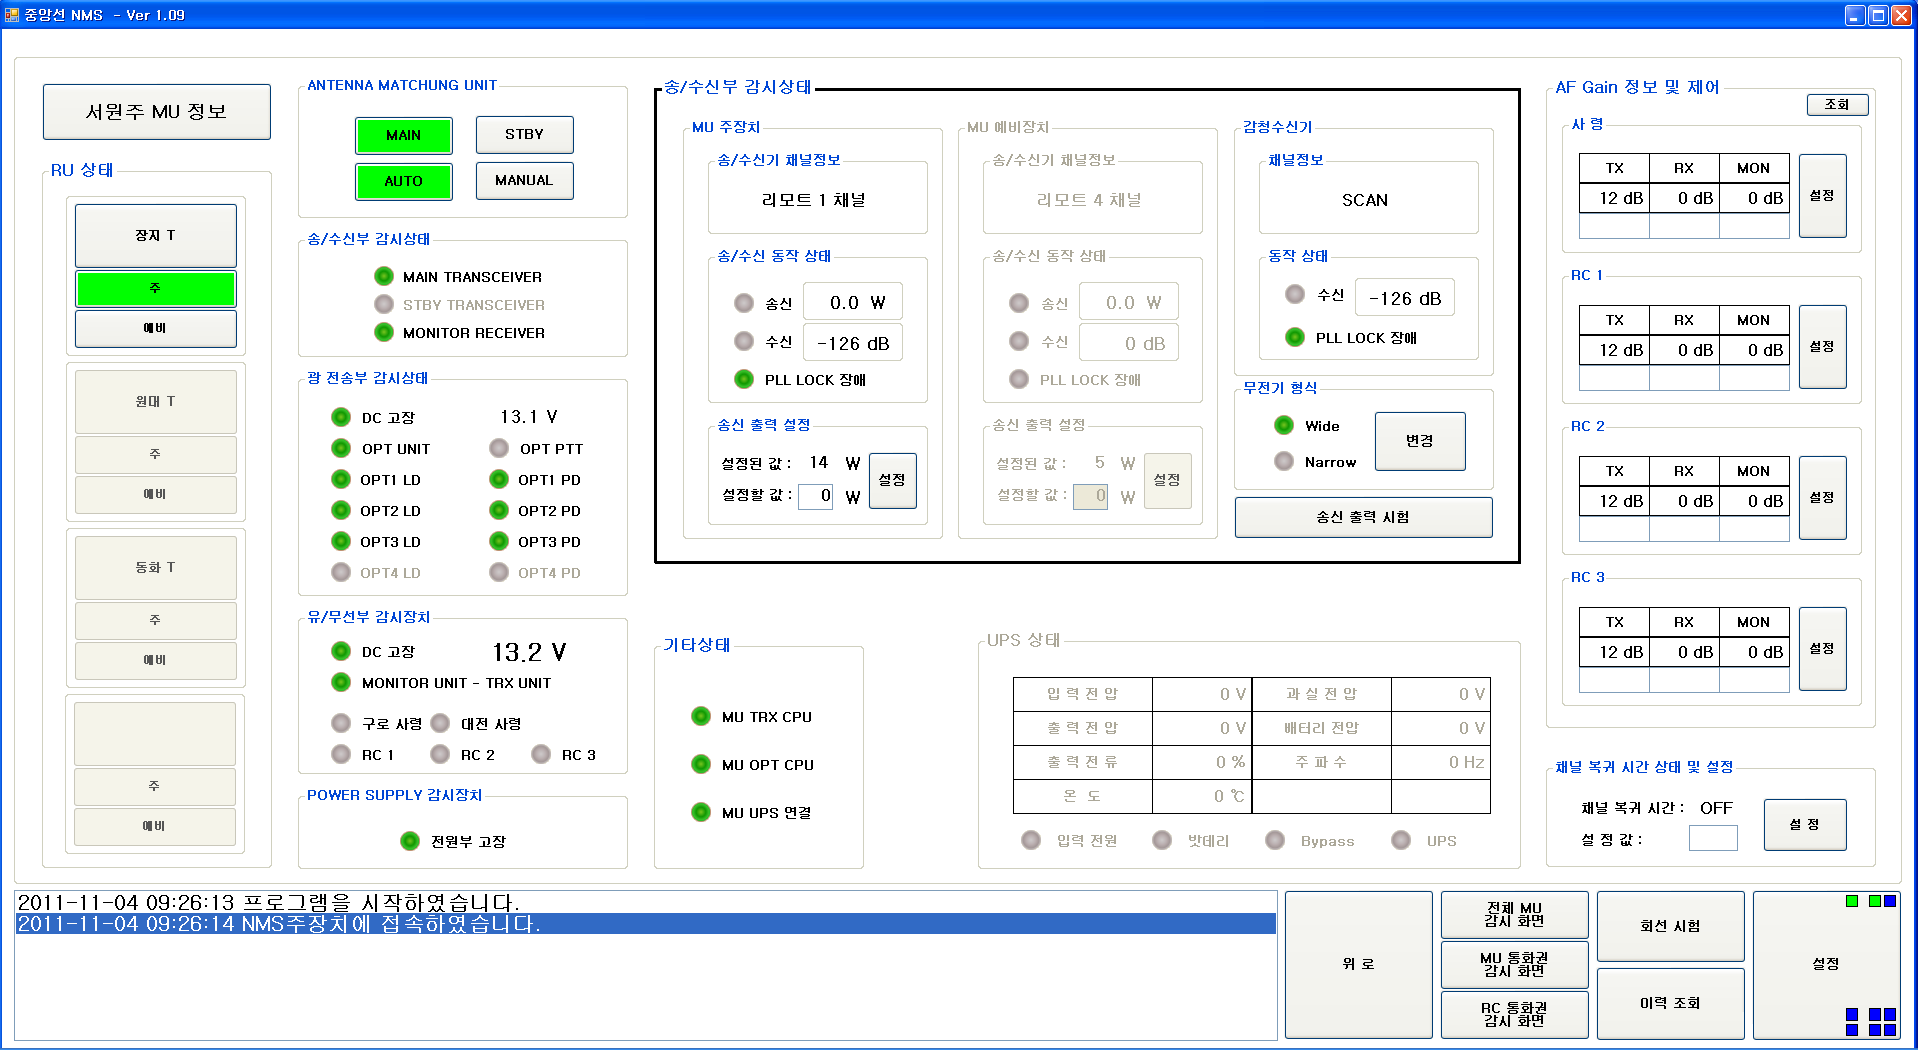 중앙선 NMS - Ver 1.09
서원주 MU 정보
RU 상태
장지 T
주
예비
원대 T
주
예비
동화 T
주
예비
주
예비
ANTENNA MATCHUNG UNIT
MAIN
STBY
AUTO
MANUAL
송/수신부 감시상태
MAIN TRANSCEIVER
STBY TRANSCEIVER
MONITOR RECEIVER
광 전송부 감시상태
DC 고장 13.1 V
OPT UNIT OPT PTT
OPT1 LD OPT1 PD
OPT2 LD OPT2 PD
OPT3 LD OPT3 PD
OPT4 LD OPT4 PD
유/무선부 감시장치
DC 고장 13.2 V
MONITOR UNIT - TRX UNIT
구로 사령 대전 사령
RC 1 RC 2 RC 3
POWER SUPPLY 감시장치
전원부 고장
송/수신부 감시상태
MU 주장치
송/수신기 채널정보
리모트 1 채널
송/수신 동작 상태
송신 0.0 W
수신 -126 dB
PLL LOCK 장애
송신 출력 설정
설정된 값 : 14 W
설정할 값 : 0 W
설정
MU 예비장치
송/수신기 채널정보
리모트 4 채널
송/수신 동작 상태
송신 0.0 W
수신 0 dB
PLL LOCK 장애
송신 출력 설정
설정된 값 : 5 W
설정할 값 : 0 W
설정
감청수신기
채널정보
SCAN
동작 상태
수신 -126 dB
PLL LOCK 장애
무전기 형식
Wide
Narrow
변경
송신 출력 시험
기타상태
MU TRX CPU
MU OPT CPU
MU UPS 연결
UPS 상태
입 력 전 압 0 V 과 실 전 압 0 V
출 력 전 압 0 V 배터리 전압 0 V
출 력 전 류 0 % 주 파 수 0 Hz
온 도 0 ℃
입력 전원 밧데리 Bypass UPS
AF Gain 정보 및 제어
조회
사 령
TX RX MON
12 dB 0 dB 0 dB
설정
RC 1
TX RX MON
12 dB 0 dB 0 dB
설정
RC 2
TX RX MON
12 dB 0 dB 0 dB
설정
RC 3
TX RX MON
12 dB 0 dB 0 dB
설정
채널 복귀 시간 상태 및 설정
채널 복귀 시간 : OFF
설 정 값 :
설 정
2011-11-04 09:26:13 프로그램을 시작하였습니다.
2011-11-04 09:26:14 NMS주장치에 접속하였습니다.
위 로
전체 MU
감시 화면
MU 통화권
감시 화면
RC 통화권
감시 화면
회선 시험
이력 조회
설정